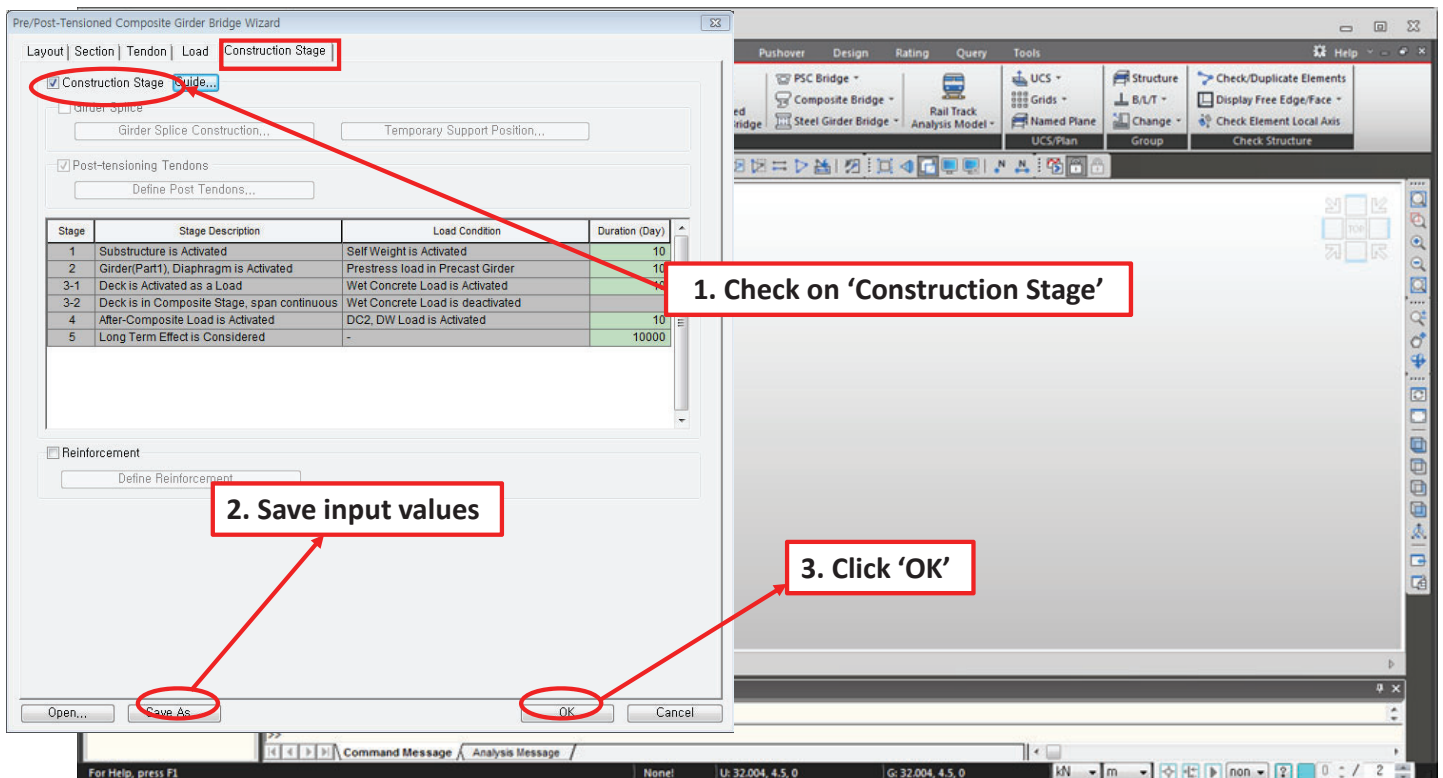 Pre/Post-Tensioned Composite Girder Bridge Wizard
Layout Section Tendon Load Construction Stage
Construction Stage Guide...
Girder Splice
Girder Splice Construction... Temporary Support Position...
Post-tensioning Tendons
Define Post Tendons...
Stage Stage Description Load Condition Duration (Day)
1 Substructure is Activated Self Weight is Activated 10
2 Girder(Part1), Diaphragm is Activated Prestress load in Precast Girder 10
3-1 Deck is Activated as a Load Wet Concrete Load is Activated 10
3-2 Deck is in Composite Stage, span continuous Wet Concrete Load is deactivated
4 After-Composite Load is Activated DC2, DW Load is Activated 10
5 Long Term Effect is Considered - 10000
Reinforcement
Define Reinforcement
1. Check on ‘Construction Stage’
2. Save input values
3. Click ‘OK’
Open... Save As... OK Cancel
Pushover Design Rating Query Tools Help
PSC Bridge UCS Structure Check/Duplicate Elements
Composite Bridge Grids B/L/T Display Free Edge/Face
ed
ridge Steel Girder Bridge Rail Track
Analysis Model Named Plane Change Check Element Local Axis
UCS/Plan Group Check Structure
TOP
>>
Command Message Analysis Message
For Help, press F1 None! U: 32.004, 4.5, 0 G: 32.004, 4.5, 0 kN m non ? 0 : / 2